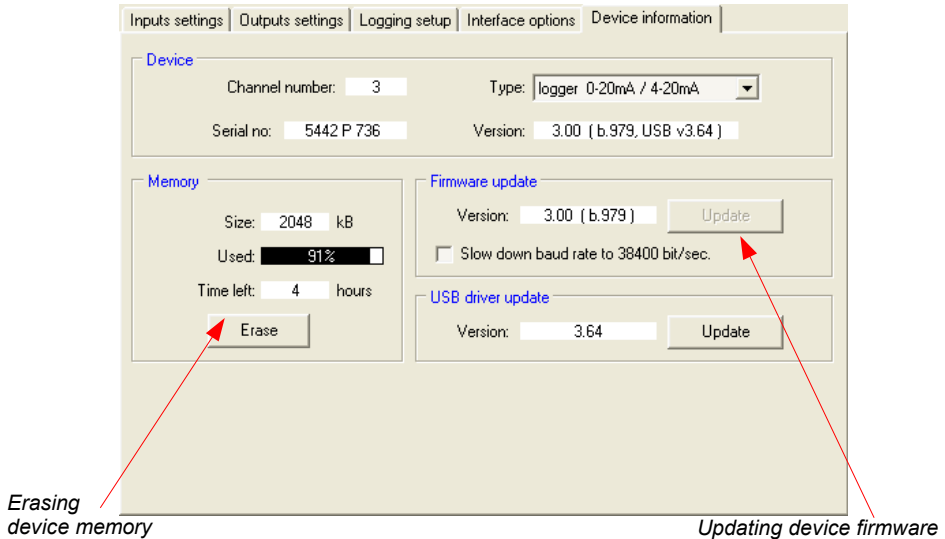 Inputs settings Outputs settings Logging setup Interface options Device information
Device
Channel number: 3 Type: logger 0-20mA / 4-20mA
Serial no: 5442 P 736 Version: 3.00 ( b.979, USB v3.64 )
Memory
Size: 2048 kB
Used: 91%
Time left: 4 hours
Erase
Firmware update
Version: 3.00 ( b.979 ) Update
Slow down baud rate to 38400 bit/sec.
USB driver update
Version: 3.64 Update
Erasing
device memory
Updating device firmware